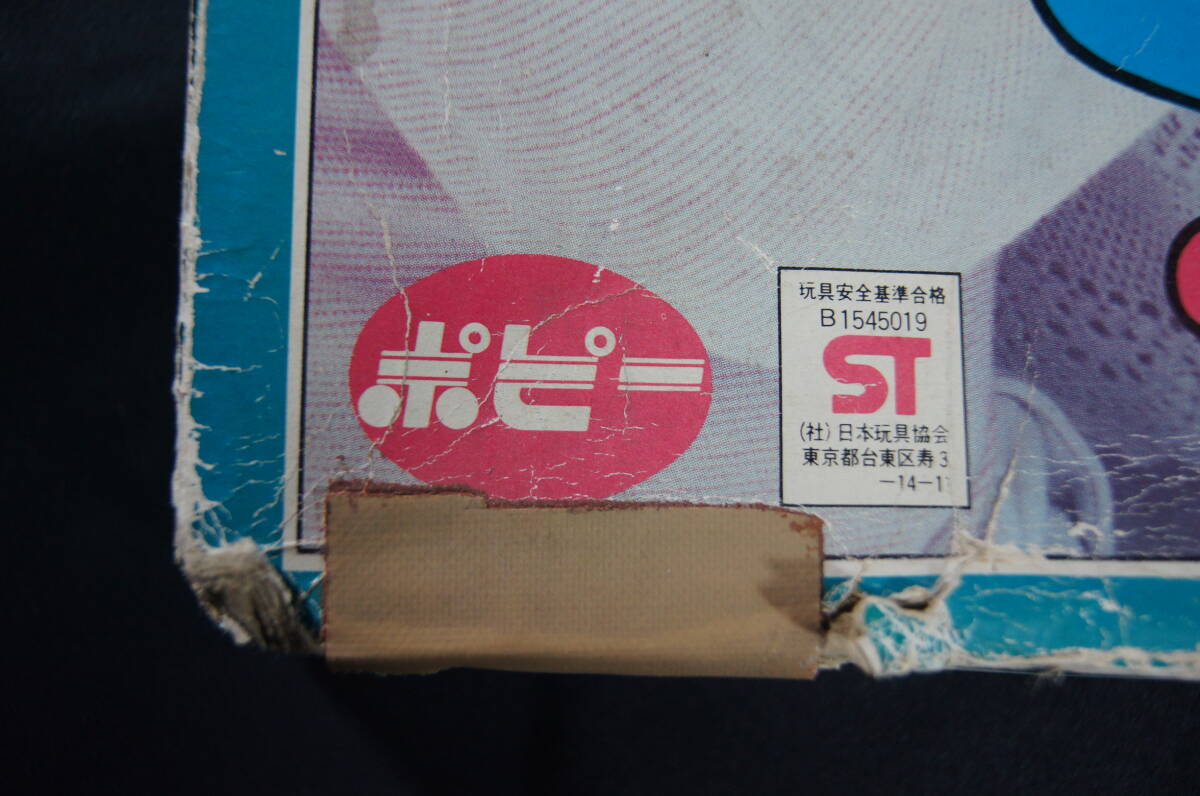 ポピー
玩具安全基準合格
B1545019
ST
(社)日本玩具協会
東京都台東区寿3
-14-1